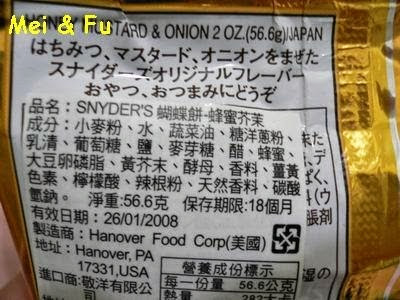 Mei & Fu
MUSTARD & ONION 2 OZ.(56.6g)/JAPAN
はちみつ、マスタード、オニオンをまぜた
スナイダーズオリジナルフレーバー
おやつ、おつまみにどうぞ
品名：SNYDER'S 蝴蝶餅-蜂蜜芥茉
成分：小麥粉、水、蔬菜油、糖洋蔥粉、
乳清、葡萄糖、鹽、麥芽糖、醋、蜂蜜、
大豆卵磷脂、黃芥末、酵母、香料、薑黃
色素、檸檬酸、辣根粉、天然香料、碳酸
氫鈉。 淨重:56.6克 保存期限:18個月
有效日期：26/01/2008
製造商：Hanover Food Corp(美國)
地址：Hanover, PA
17331,USA
進口商：敬洋有限公
營養成份標示
每一份量 56.6公克